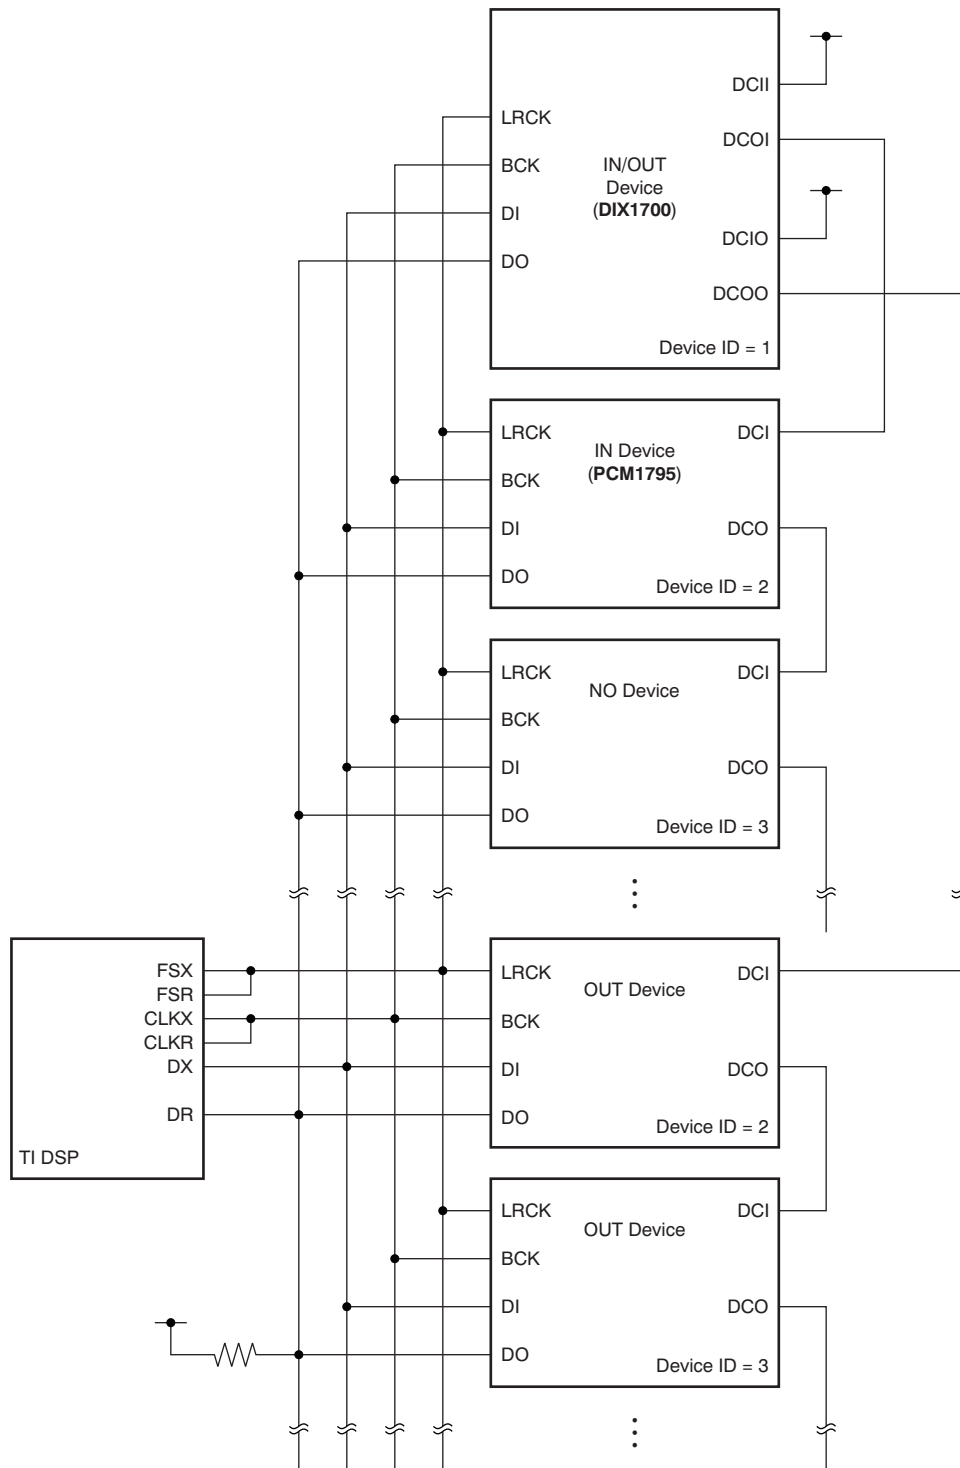 DCII
LRCK
DCOI
BCK
IN/OUT
Device
(DIX1700)
DI
DCIO
DO
DCOO
Device ID = 1
LRCK
DCI
IN Device
(PCM1795)
BCK
DI
DCO
DO
Device ID = 2
LRCK
DCI
NO Device
BCK
DI
DCO
DO
Device ID = 3
FSX
FSR
CLKX
CLKR
DX
DR
TI DSP
LRCK
DCI
OUT Device
BCK
DI
DCO
DO
Device ID = 2
LRCK
DCI
OUT Device
BCK
DI
DCO
DO
Device ID = 3